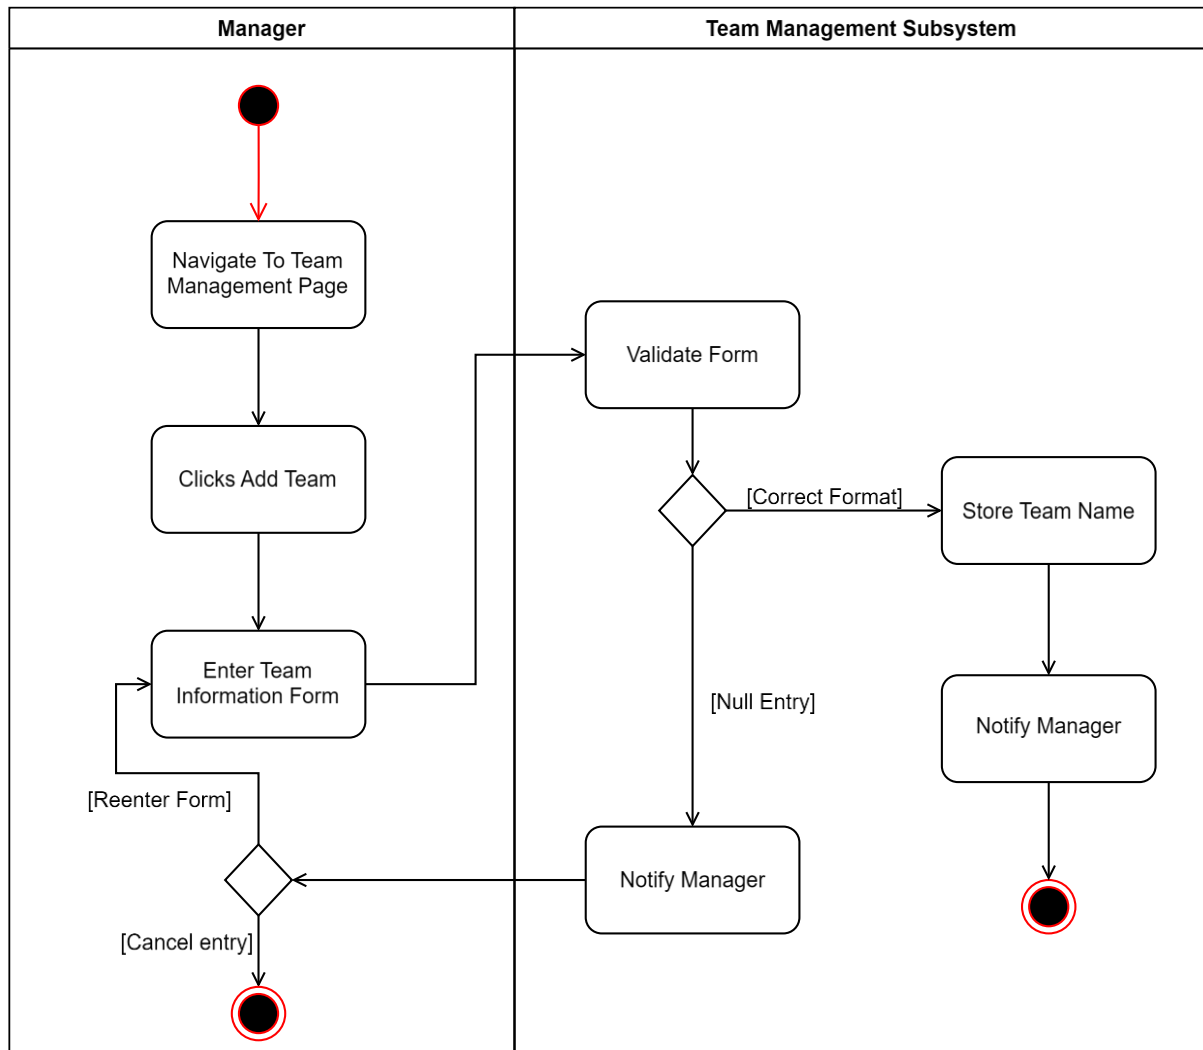 Manager
Team Management Subsystem
Navigate To Team
Management Page
Validate Form
Clicks Add Team
[Correct Format]
Store Team Name
Enter Team
Information Form
[Null Entry]
Notify Manager
[Reenter Form]
Notify Manager
[Cancel entry]